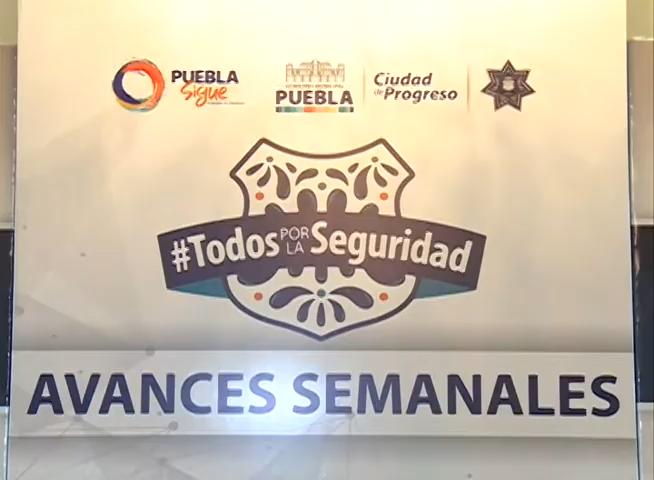 PUEBLA
Sigue
PUEBLA
Ciudad
de Progreso
#Todos POR LA Seguridad
AVANCES SEMANALES